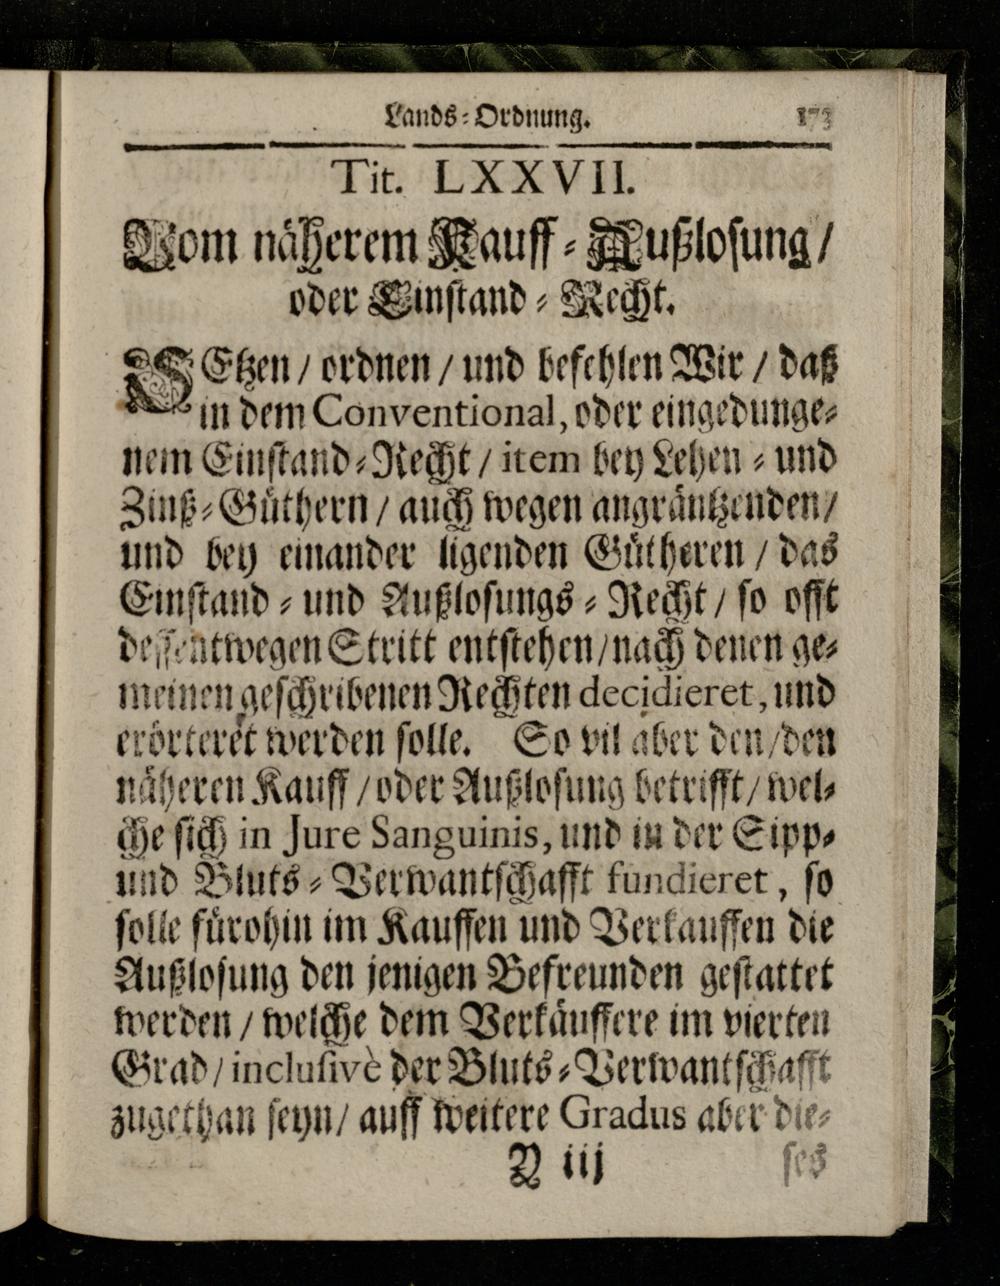 Lands-Ordnung. 173
Tit. LXXVII.
Vom näherem Kauff-Außlosung/
oder Einstand-Recht.
SEtzen / ordnen / und befehlen Wir / daß
in dem Conventional, oder eingedunge-
nem Einstand-Recht / item bey Lehen- und
Zinß-Güthern / auch wegen angräntzenden/
und bey einander ligenden Gütheren / das
Einstand- und Außlosungs-Recht / so offt
dessentwegen Stritt entstehen/nach denen ge-
meinen geschribenen Rechten decidieret, und
erörteret werden solle. So vil aber den/den
näheren Kauff / oder Außlosung betrifft/ wel-
che sich in Jure Sanguinis, und in der Sipp-
und Bluts-Verwantschafft fundieret, so
solle fürohin im Kauffen und Verkauffen die
Außlosung den jenigen Befreunden gestattet
werden / welche dem Verkäuffere im vierten
Grad / inclusivè der Bluts-Verwantschafft
zugethan seyn/ auff weitere Gradus aber die-
N iij ses